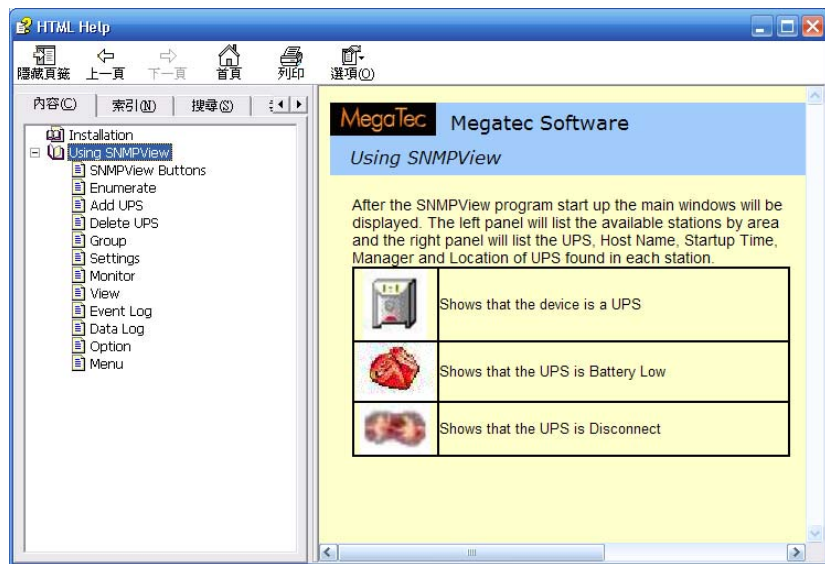 HTML Help
隱藏頁籤 上一頁 下一頁 首頁 列印 選項(O)
內容(C) 索引(N) 搜尋(S)
Installation
Using SNMPView
SNMPView Buttons
Enumerate
Add UPS
Delete UPS
Group
Settings
Monitor
View
Event Log
Data Log
Option
Menu
MegaTec Megatec Software
Using SNMPView
After the SNMPView program start up the main windows will be
displayed. The left panel will list the available stations by area
and the right panel will list the UPS, Host Name, Startup Time,
Manager and Location of UPS found in each station.
Shows that the device is a UPS
Shows that the UPS is Battery Low
Shows that the UPS is Disconnect